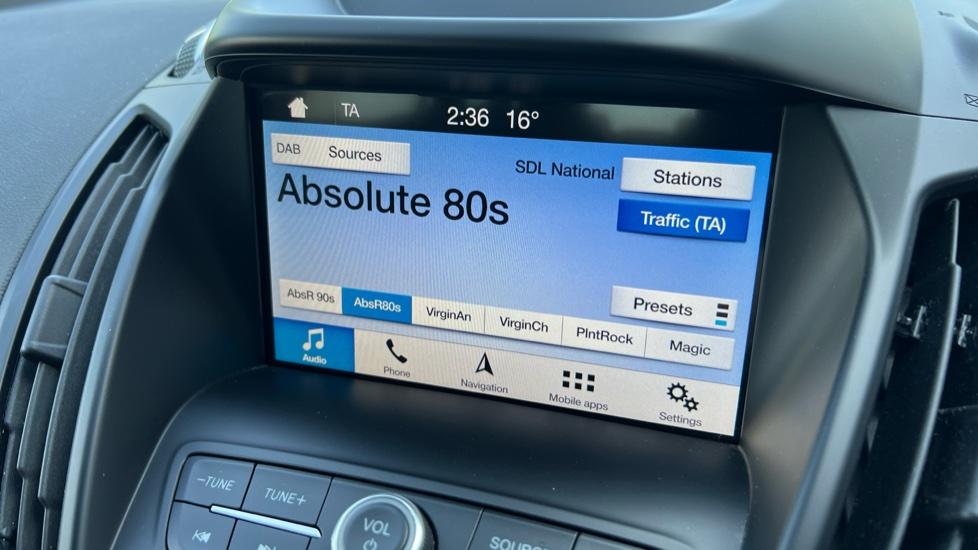 TA 2:36 16°
DAB Sources SDL National Stations
Absolute 80s Traffic (TA)
Presets
AbsR 90s AbsR80s VirginAn VirginCh PlntRock Magic
Audio Phone Navigation Mobile apps Settings
−TUNE TUNE+
VOL